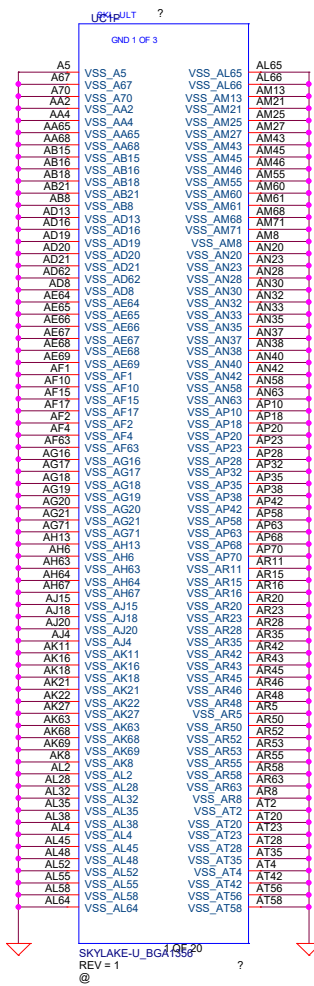 SKL_ULT ?
UC1P
GND 1 OF 3
A5 VSS_A5 VSS_AL65 AL65
A67 VSS_A67 VSS_AL66 AL66
A70 VSS_A70 VSS_AM13 AM13
AA2 VSS_AA2 VSS_AM21 AM21
AA4 VSS_AA4 VSS_AM25 AM25
AA65 VSS_AA65 VSS_AM27 AM27
AA68 VSS_AA68 VSS_AM43 AM43
AB15 VSS_AB15 VSS_AM45 AM45
AB16 VSS_AB16 VSS_AM46 AM46
AB18 VSS_AB18 VSS_AM55 AM55
AB21 VSS_AB21 VSS_AM60 AM60
AB8 VSS_AB8 VSS_AM61 AM61
AD13 VSS_AD13 VSS_AM68 AM68
AD16 VSS_AD16 VSS_AM71 AM71
AD19 VSS_AD19 VSS_AM8 AM8
AD20 VSS_AD20 VSS_AN20 AN20
AD21 VSS_AD21 VSS_AN23 AN23
AD62 VSS_AD62 VSS_AN28 AN28
AD8 VSS_AD8 VSS_AN30 AN30
AE64 VSS_AE64 VSS_AN32 AN32
AE65 VSS_AE65 VSS_AN33 AN33
AE66 VSS_AE66 VSS_AN35 AN35
AE67 VSS_AE67 VSS_AN37 AN37
AE68 VSS_AE68 VSS_AN38 AN38
AE69 VSS_AE69 VSS_AN40 AN40
AF1 VSS_AF1 VSS_AN42 AN42
AF10 VSS_AF10 VSS_AN58 AN58
AF15 VSS_AF15 VSS_AN63 AN63
AF17 VSS_AF17 VSS_AP10 AP10
AF2 VSS_AF2 VSS_AP18 AP18
AF4 VSS_AF4 VSS_AP20 AP20
AF63 VSS_AF63 VSS_AP23 AP23
AG16 VSS_AG16 VSS_AP28 AP28
AG17 VSS_AG17 VSS_AP32 AP32
AG18 VSS_AG18 VSS_AP35 AP35
AG19 VSS_AG19 VSS_AP38 AP38
AG20 VSS_AG20 VSS_AP42 AP42
AG21 VSS_AG21 VSS_AP58 AP58
AG71 VSS_AG71 VSS_AP63 AP63
AH13 VSS_AH13 VSS_AP68 AP68
AH6 VSS_AH6 VSS_AP70 AP70
AH63 VSS_AH63 VSS_AR11 AR11
AH64 VSS_AH64 VSS_AR15 AR15
AH67 VSS_AH67 VSS_AR16 AR16
AJ15 VSS_AJ15 VSS_AR20 AR20
AJ18 VSS_AJ18 VSS_AR23 AR23
AJ20 VSS_AJ20 VSS_AR28 AR28
AJ4 VSS_AJ4 VSS_AR35 AR35
AK11 VSS_AK11 VSS_AR42 AR42
AK16 VSS_AK16 VSS_AR43 AR43
AK18 VSS_AK18 VSS_AR45 AR45
AK21 VSS_AK21 VSS_AR46 AR46
AK22 VSS_AK22 VSS_AR48 AR48
AK27 VSS_AK27 VSS_AR5 AR5
AK63 VSS_AK63 VSS_AR50 AR50
AK68 VSS_AK68 VSS_AR52 AR52
AK69 VSS_AK69 VSS_AR53 AR53
AK8 VSS_AK8 VSS_AR55 AR55
AL2 VSS_AL2 VSS_AR58 AR58
AL28 VSS_AL28 VSS_AR63 AR63
AL32 VSS_AL32 VSS_AR8 AR8
AL35 VSS_AL35 VSS_AT2 AT2
AL38 VSS_AL38 VSS_AT20 AT20
AL4 VSS_AL4 VSS_AT23 AT23
AL45 VSS_AL45 VSS_AT28 AT28
AL48 VSS_AL48 VSS_AT35 AT35
AL52 VSS_AL52 VSS_AT4 AT4
AL55 VSS_AL55 VSS_AT42 AT42
AL58 VSS_AL58 VSS_AT56 AT56
AL64 VSS_AL64 VSS_AT58 AT58
1 OF 20
SKYLAKE-U_BGA1356
REV = 1 ?
@